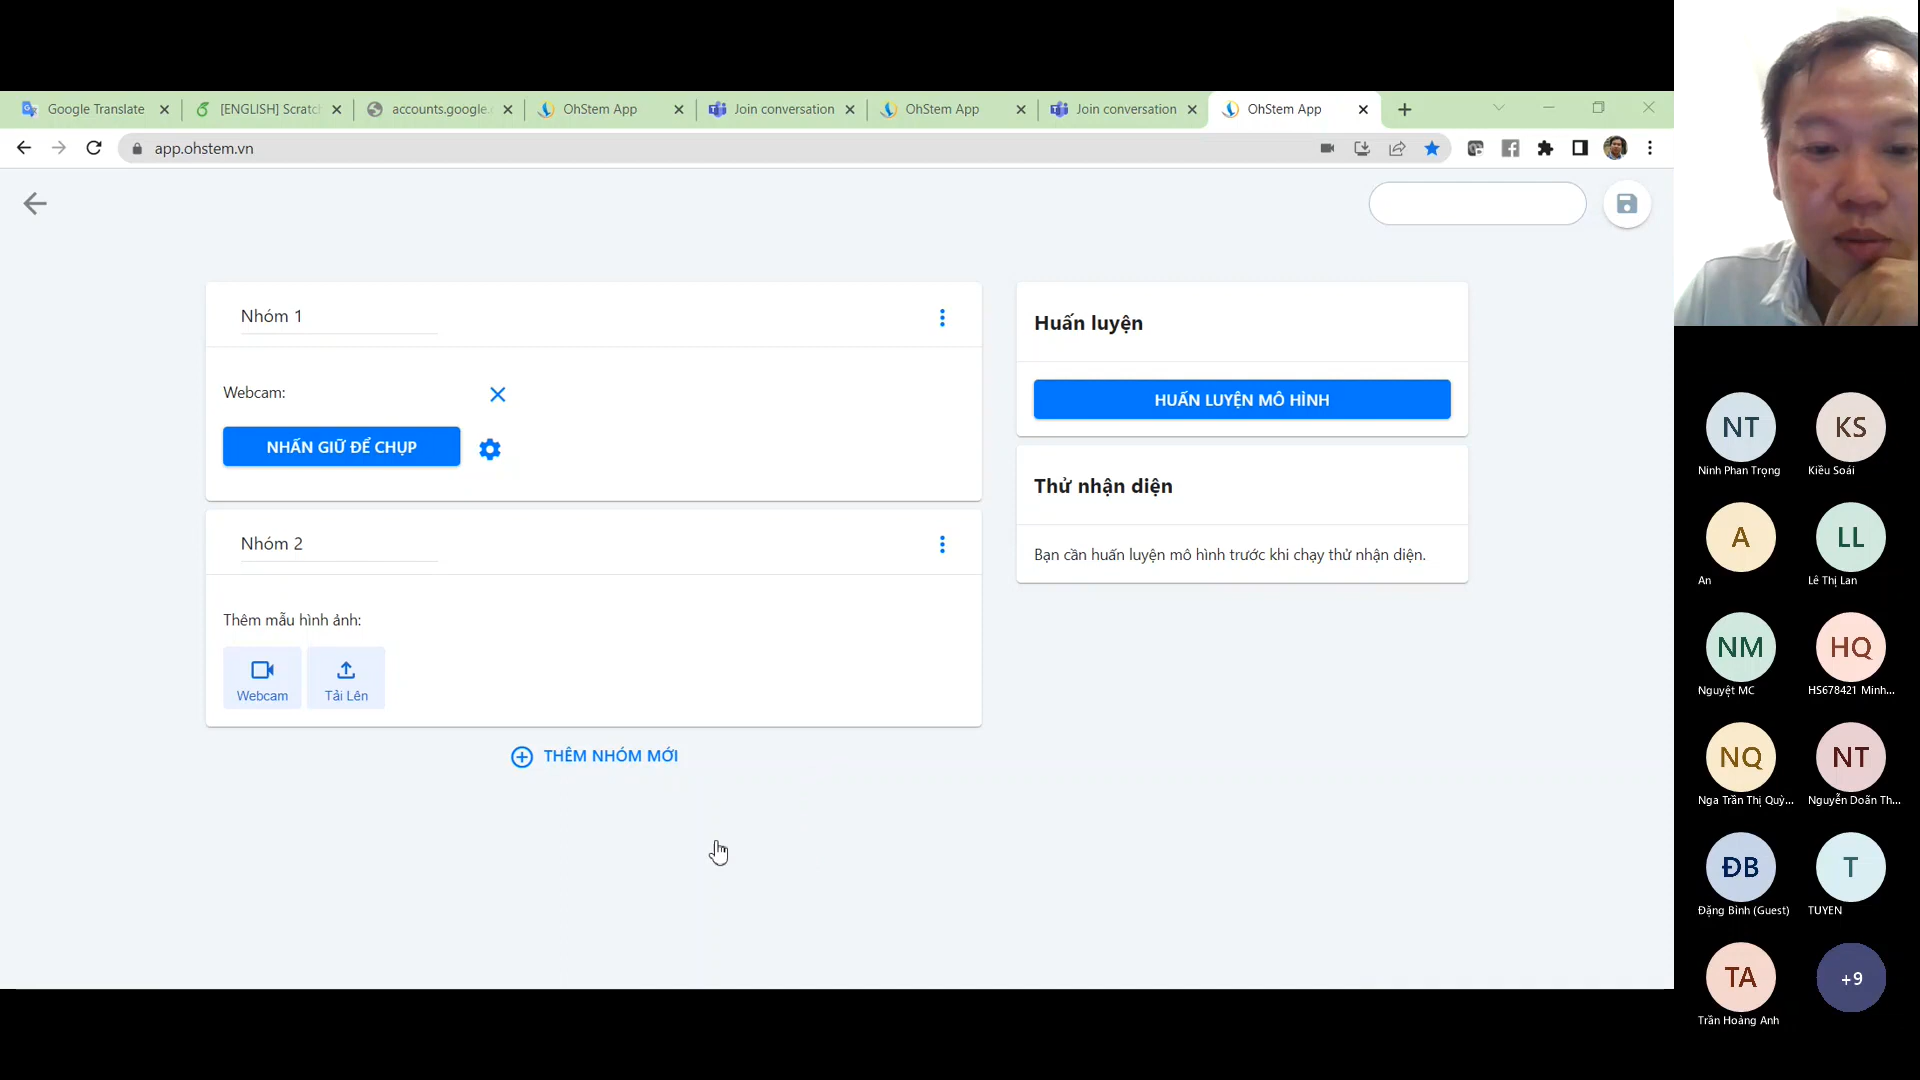 Google Translate
[ENGLISH] Scratc
accounts.google.
OhStem App
Join conversation
OhStem App
Join conversation
OhStem App
app.ohstem.vn
Nhóm 1
Webcam:
NHẤN GIỮ ĐỂ CHỤP
Nhóm 2
Thêm mẫu hình ảnh:
Webcam
Tải Lên
THÊM NHÓM MỚI
Huấn luyện
HUẤN LUYỆN MÔ HÌNH
Thử nhận diện
Bạn cần huấn luyện mô hình trước khi chạy thử nhận diện.
NT
Ninh Phan Trọng
KS
Kiều Soái
A
An
LL
Lê Thị Lan
NM
Nguyệt MC
HQ
HS678421 Minh...
NQ
Nga Trần Thị Quỳ...
NT
Nguyễn Doãn Th...
ĐB
Đặng Bình (Guest)
T
TUYEN
TA
Trần Hoàng Anh
+9